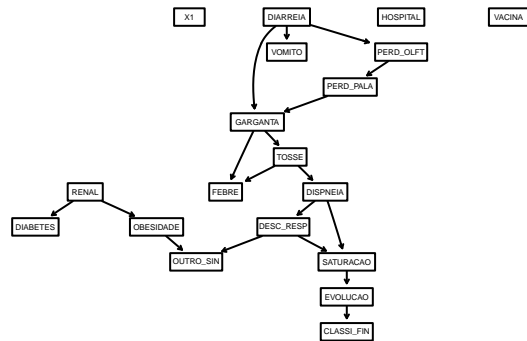 X1 DIARREIA HOSPITAL VACINA
VOMITO PERD_OLFT
PERD_PALA
GARGANTA
TOSSE
RENAL FEBRE DISPNEIA
DIABETES OBESIDADE DESC_RESP
OUTRO_SIN SATURACAO
EVOLUCAO
CLASSI_FIN